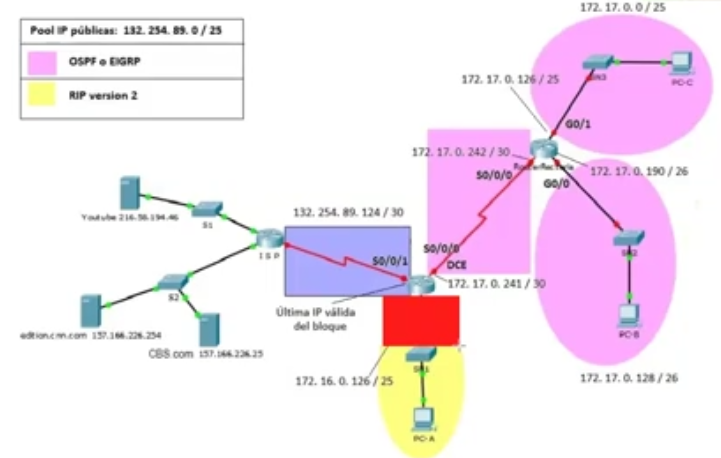 172. 17. 0. 0 / 25
Pool IP públicas: 132. 254. 89. 0 / 25
OSPF o EIGRP
RIP version 2
PC-C
172. 17. 0. 126 / 25
G0/1
172. 17. 0. 242 / 30
172. 17. 0. 190 / 26
S0/0/0
G0/0
Youtube 216.58.194.46
S1
132. 254. 89. 124 / 30
I S P
S0/0/1
S0/0/0
DCE
172. 17. 0. 241 / 30
S2
Última IP válida
del bloque
edtion.cnn.com 157.166.226.254
CBS.com 157.166.226.25
PC-B
172. 16. 0. 126 / 25
172. 17. 0. 128 / 26
PC-A